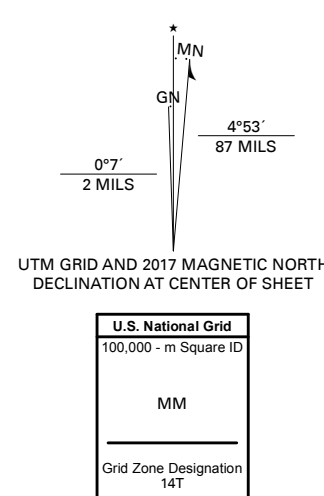 ★
MN
GN
4°53´
87 MILS
0°7´
2 MILS
UTM GRID AND 2017 MAGNETIC NORTH
DECLINATION AT CENTER OF SHEET
U.S. National Grid
100,000 - m Square ID
MM
Grid Zone Designation
14T